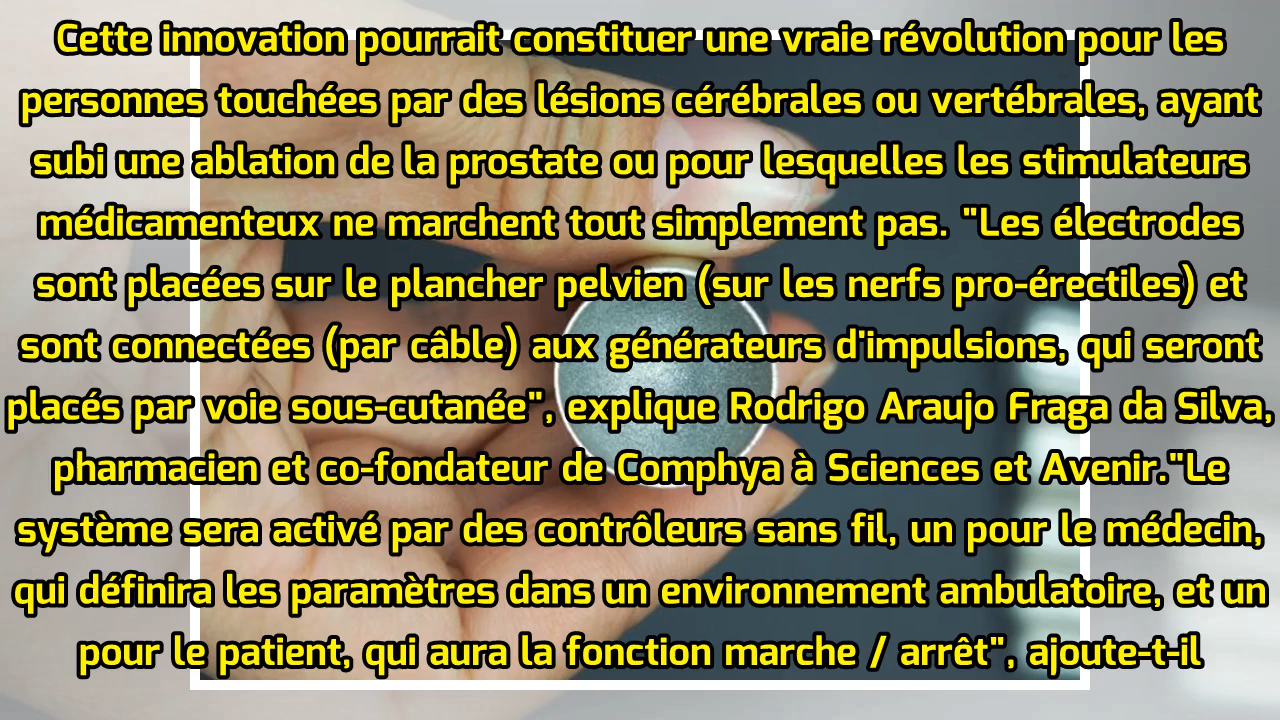 Cette innovation pourrait constituer une vraie révolution pour les
personnes touchées par des lésions cérébrales ou vertébrales, ayant
subi une ablation de la prostate ou pour lesquelles les stimulateurs
médicamenteux ne marchent tout simplement pas. "Les électrodes
sont placées sur le plancher pelvien (sur les nerfs pro-érectiles) et
sont connectées (par câble) aux générateurs d'impulsions, qui seront
placés par voie sous-cutanée", explique Rodrigo Araujo Fraga da Silva,
pharmacien et co-fondateur de Comphya à Sciences et Avenir."Le
système sera activé par des contrôleurs sans fil, un pour le médecin,
qui définira les paramètres dans un environnement ambulatoire, et un
pour le patient, qui aura la fonction marche / arrêt", ajoute-t-il